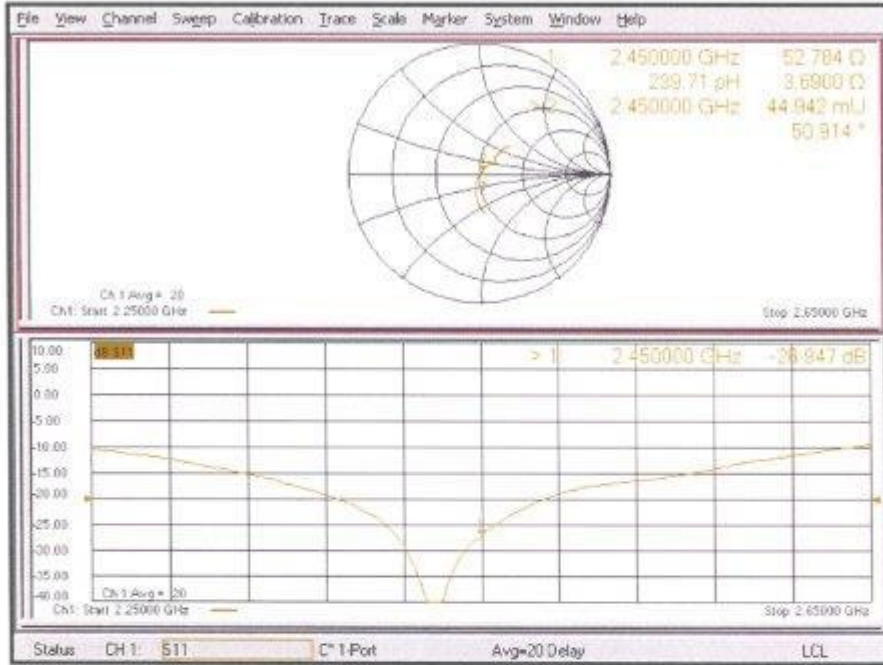 File View Channel Sweep Calibration Trace Scale Marker System Window Help
1 2.450000 GHz 52.784 Ω
239.71 pH 3.6900 Ω
> 2 2.450000 GHz 44.942 mU
50.914 °
Ch 1 Avg = 20
Ch1: Start 2.25000 GHz Stop 2.65000 GHz
10.00 dB S11 > 1 2.450000 GHz -26.947 dB
5.00
0.00
-5.00
-10.00
-15.00
-20.00
-25.00
-30.00
-35.00
-40.00 Ch 1 Avg = 20
Ch1: Start 2.25000 GHz Stop 2.65000 GHz
Status CH 1: S11 C* 1-Port Avg=20 Delay LCL